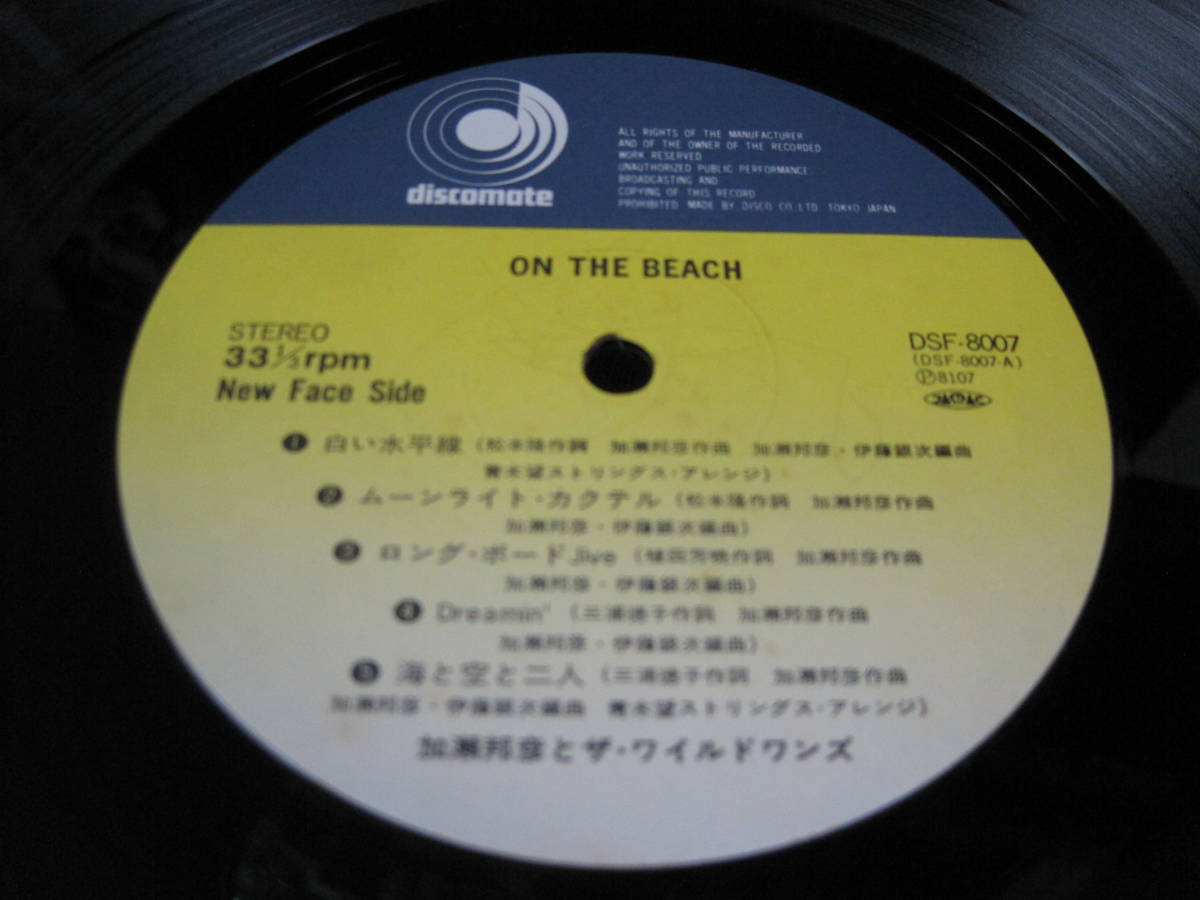 discomate
ALL RIGHTS OF THE MANUFACTURER
AND OF THE OWNER OF THE RECORDED
WORK RESERVED
UNAUTHORIZED PUBLIC PERFORMANCE
BROADCASTING AND
COPYING OF THIS RECORD
PROHIBITED MADE BY DISCO CO., LTD. TOKYO JAPAN
ON THE BEACH
STEREO
33 1/3 rpm
New Face Side
DSF-8007
(DSF-8007-A)
Ⓟ8107
JASRAC
❶ 白い水平線 (松本隆作詞 加瀬邦彦作曲 加瀬邦彦・伊藤銀次編曲
青木望ストリングス・アレンジ)
❷ ムーンライト・カクテル (松本隆作詞 加瀬邦彦作曲
加瀬邦彦・伊藤銀次編曲)
❸ ロング・ボードJive (植田芳暁作詞 加瀬邦彦作曲
加瀬邦彦・伊藤銀次編曲)
❹ Dreamin' (三浦徳子作詞 加瀬邦彦作曲
加瀬邦彦・伊藤銀次編曲)
❺ 海と空と二人 (三浦徳子作詞 加瀬邦彦作曲
加瀬邦彦・伊藤銀次編曲 青木望ストリングス・アレンジ)
加瀬邦彦とザ・ワイルドワンズ